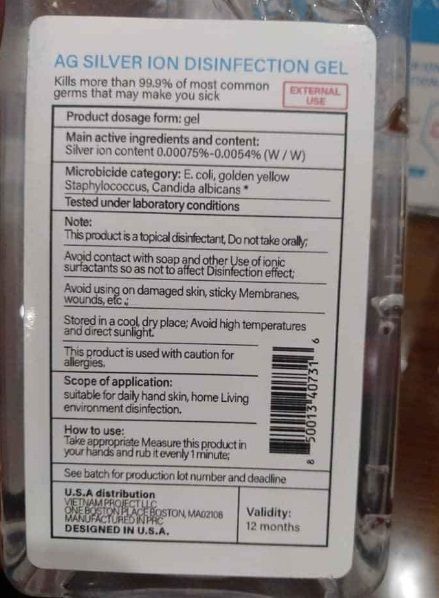 AG SILVER ION DISINFECTION GEL
Kills more than 99.9% of most common
germs that may make you sick
EXTERNAL
USE
Product dosage form: gel
Main active ingredients and content:
Silver ion content 0.00075%-0.0054% (W / W)
Microbicide category: E. coli, golden yellow
Staphylococcus, Candida albicans *
Tested under laboratory conditions
Note:
This product is a topical disinfectant, Do not take orally;
Avoid contact with soap and other Use of ionic
surfactants so as not to affect Disinfection effect;
Avoid using on damaged skin, sticky Membranes,
wounds, etc .;
Stored in a cool, dry place; Avoid high temperatures
and direct sunlight.
This product is used with caution for
allergies.
Scope of application:
suitable for daily hand skin, home Living
environment disinfection.
How to use:
Take appropriate Measure this product in
your hands and rub it evenly 1 minute;
8 50013 40731 6
See batch for production lot number and deadline
U.S.A distribution
VIETNAM PROJECT LLC
ONE BOSTON PLACE BOSTON, MA02108
MANUFACTURED IN PRC
DESIGNED IN U.S.A.
Validity:
12 months